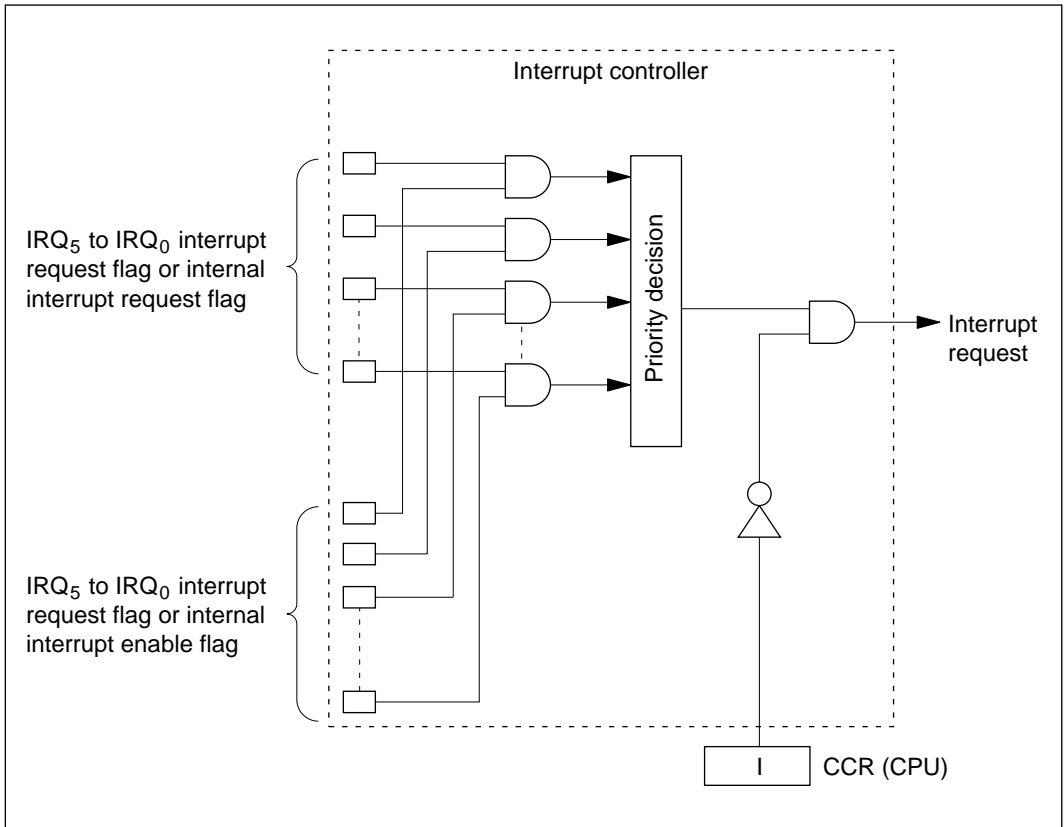 Interrupt controller
IRQ5 to IRQ0 interrupt
request flag or internal
interrupt request flag
Priority decision
Interrupt
request
IRQ5 to IRQ0 interrupt
request flag or internal
interrupt enable flag
I
CCR (CPU)